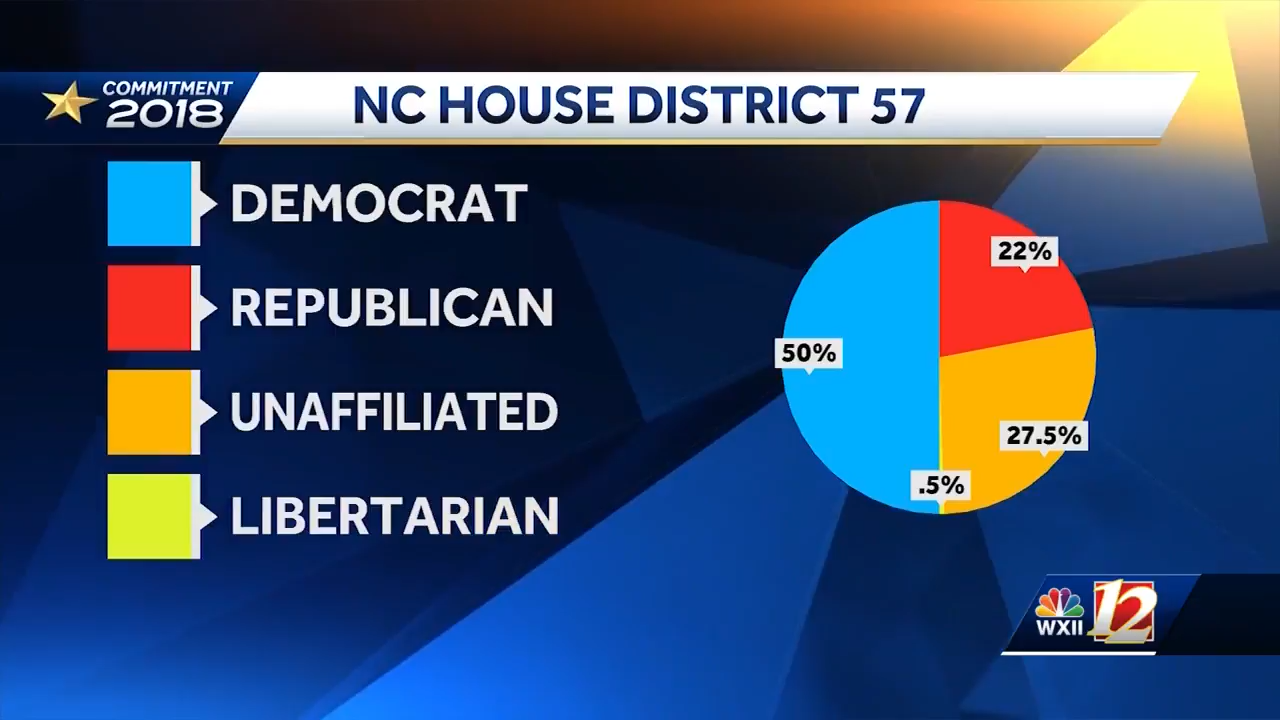 COMMITMENT
2018
NC HOUSE DISTRICT 57
DEMOCRAT
REPUBLICAN
UNAFFILIATED
LIBERTARIAN
22%
50%
27.5%
.5%
WXII 12